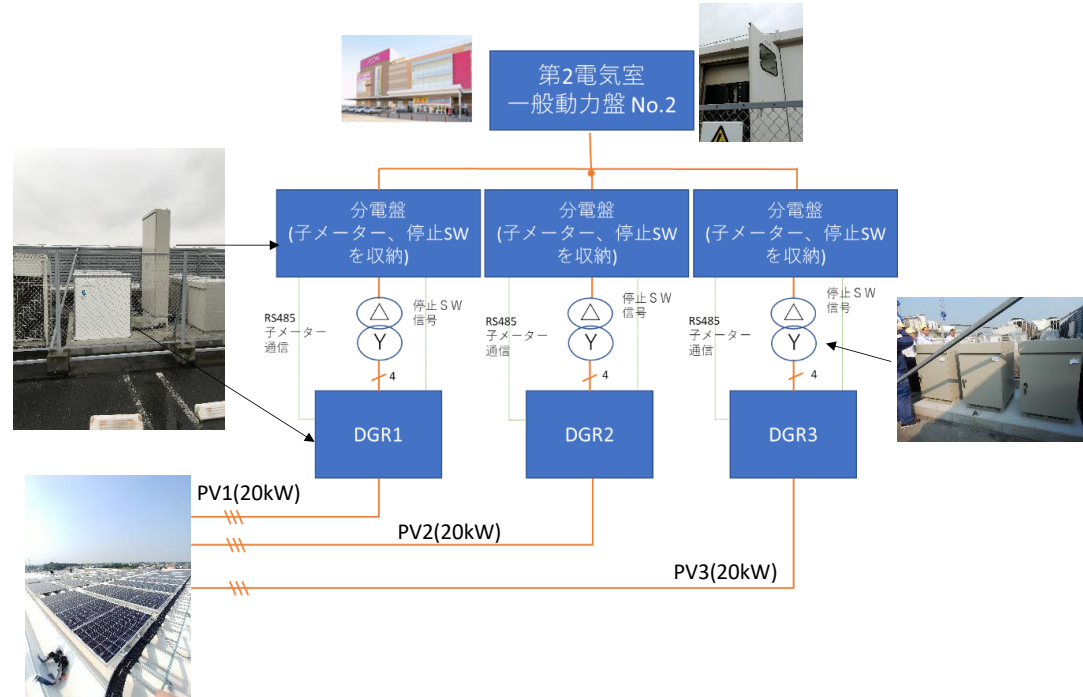 第2電気室
一般動力盤 No.2
分電盤
(子メーター、停止SW
を収納)
分電盤
(子メーター、停止SW
を収納)
分電盤
(子メーター、停止SW
を収納)
RS485
子メーター
通信
△
Y
停止ＳＷ
信号
4
RS485
子メーター
通信
△
Y
停止ＳＷ
信号
4
RS485
子メーター
通信
△
Y
停止ＳＷ
信号
4
DGR1
DGR2
DGR3
PV1(20kW)
PV2(20kW)
PV3(20kW)